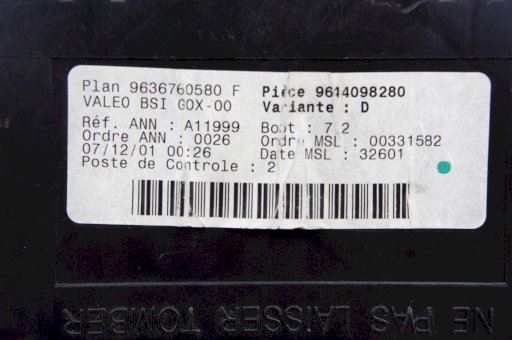 Plan 9636760580 F Pièce 9614098280
VALEO BSI G0X-00 Variante : D
Réf. ANN : A11999 Boot : 7.2
Ordre ANN : 0026 Ordre MSL : 00331582
07/12/01 00:26 Date MSL : 32601
Poste de Controle : 2
NE PAS LAISSER TOMBER